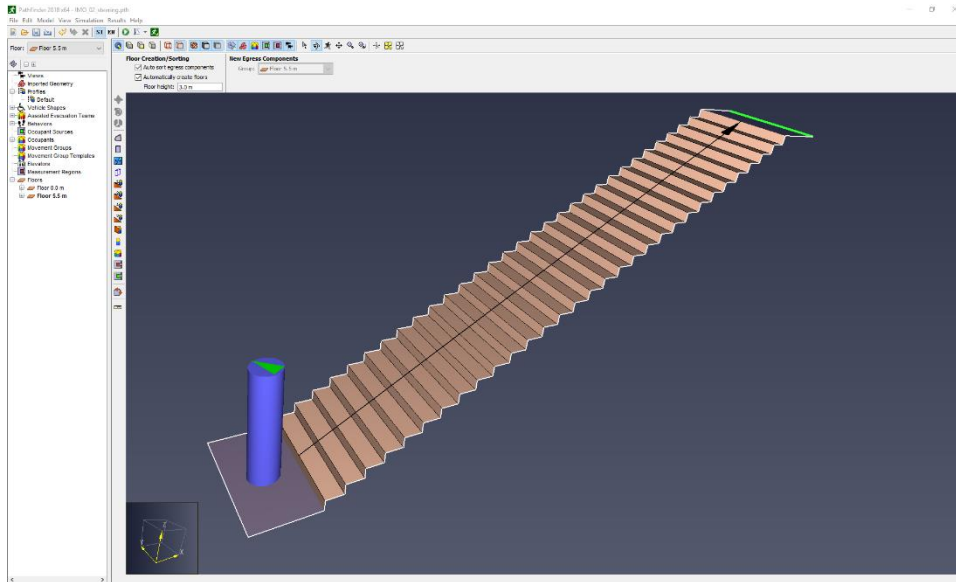 PathFinder 2018 x64 - IMO_02_steering.pth
File Edit Model View Simulation Results Help
Floor: Floor 5.5 m
Floor Creation/Sorting
Auto sort egress components
Automatically create floors
Floor height: 3.0 m
New Egress Components
Group: Floor 5.5 m
Views
Imported Geometry
Profiles
Default
Vehicle Shapes
Assisted Evacuation Teams
Behaviors
Occupant Sources
Occupants
Movement Groups
Movement Group Templates
Elevators
Measurement Regions
Floors
Floor 0.0 m
Floor 5.5 m